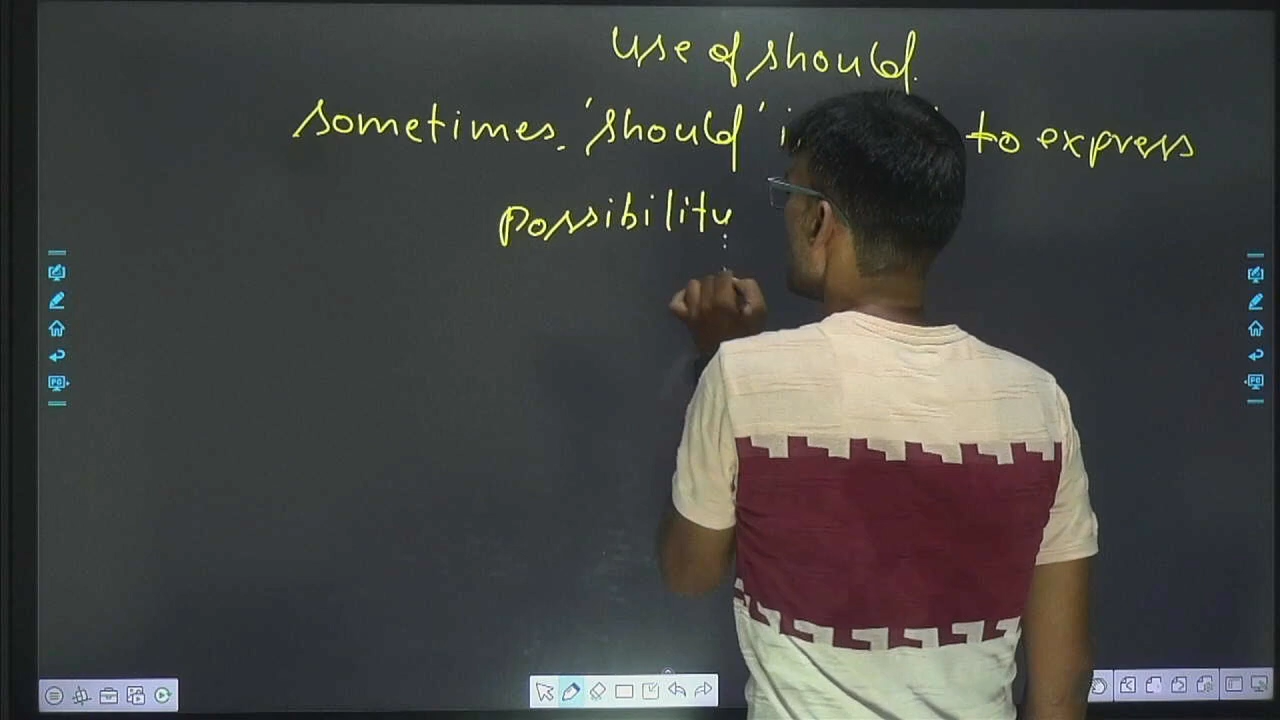 use of should.
sometimes. 'should' to express
possibility